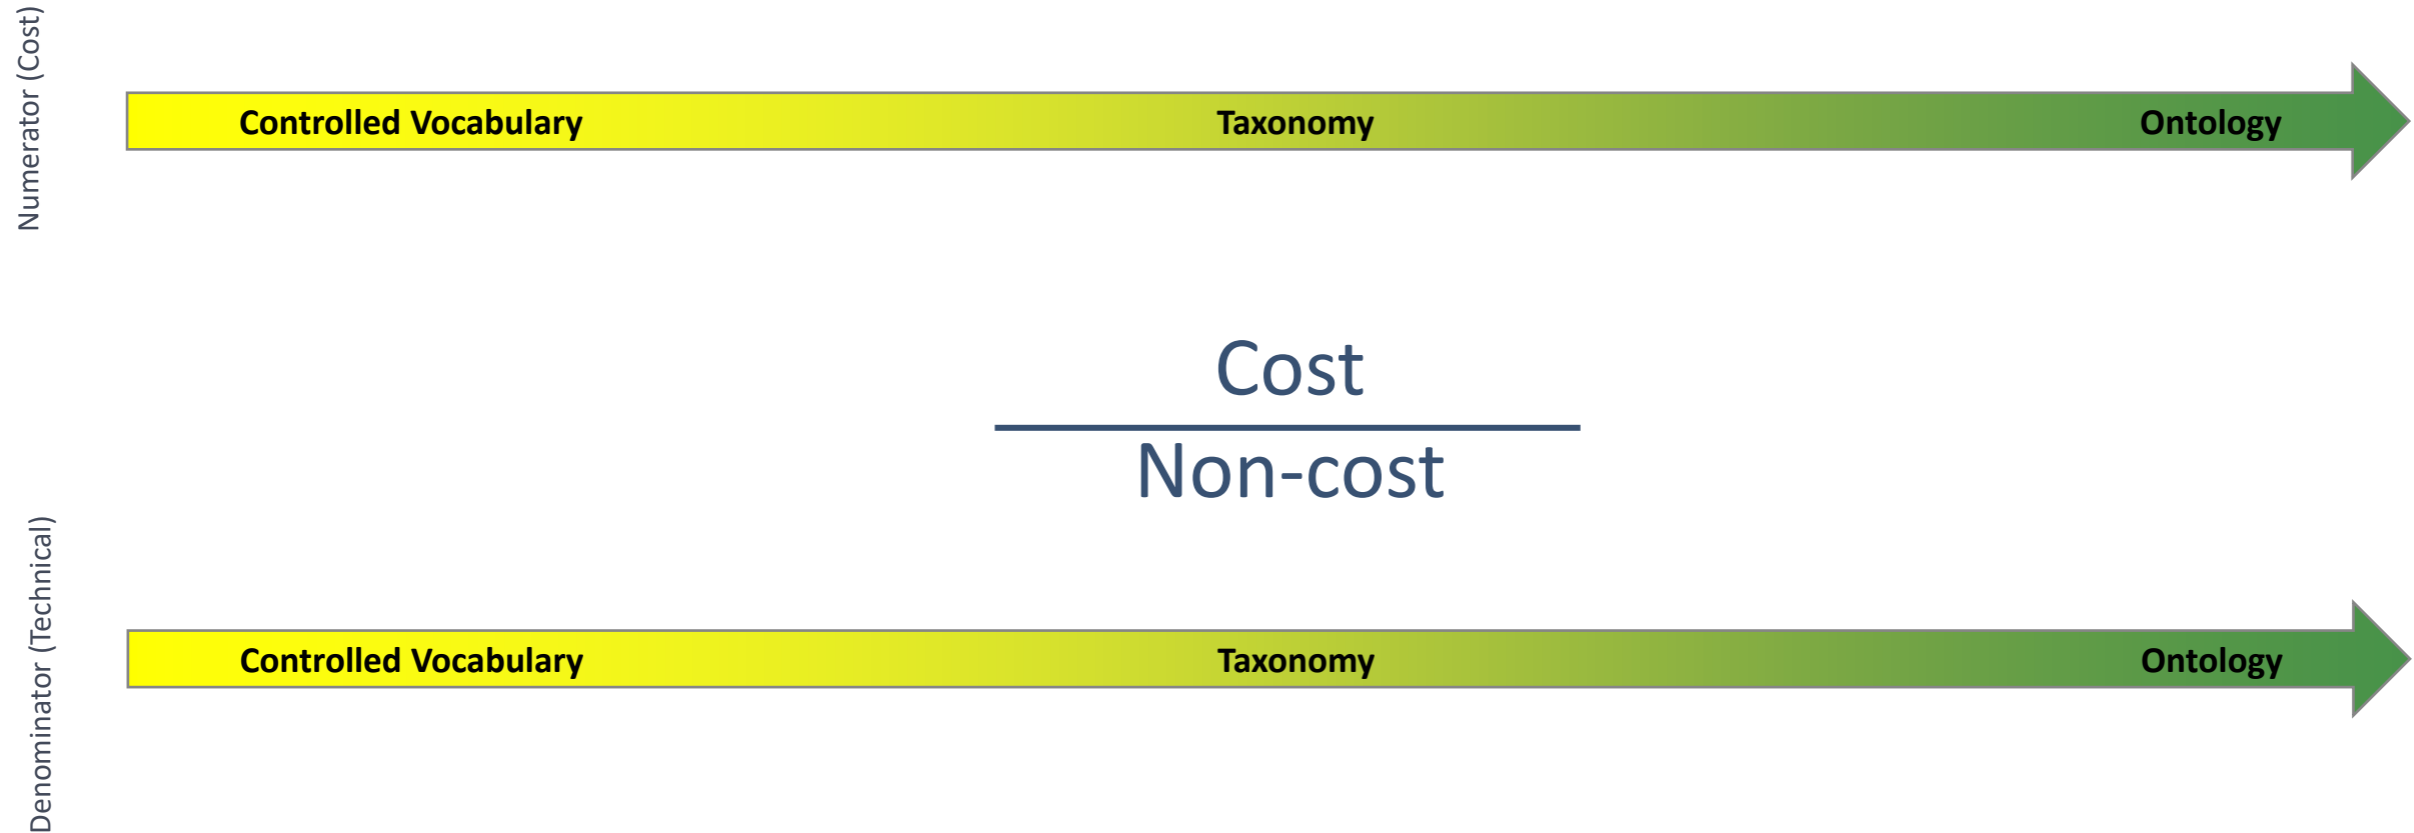 Numerator (Cost)
Controlled Vocabulary
Taxonomy
Ontology
Cost
Non-cost
Denominator (Technical)
Controlled Vocabulary
Taxonomy
Ontology